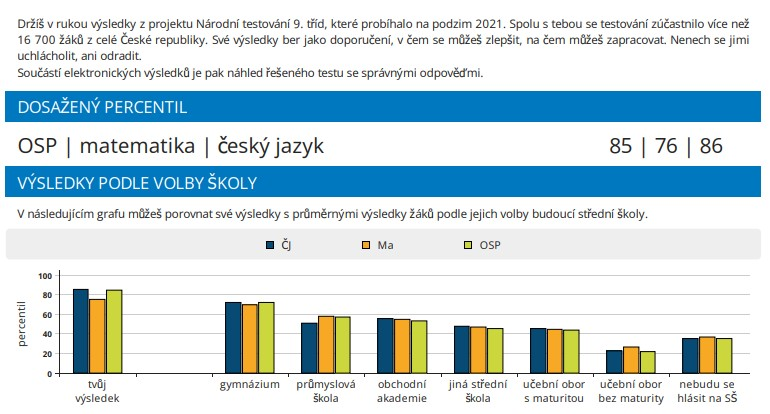 Držíš v rukou výsledky z projektu Národní testování 9. tříd, které probíhalo na podzim 2021. Spolu s tebou se testování zúčastnilo více než
16 700 žáků z celé České republiky. Své výsledky ber jako doporučení, v čem se můžeš zlepšit, na čem můžeš zapracovat. Nenech se jimi
uchlácholit, ani odradit.
Součástí elektronických výsledků je pak náhled řešeného testu se správnými odpověďmi.
DOSAŽENÝ PERCENTIL
OSP | matematika | český jazyk 85 | 76 | 86
VÝSLEDKY PODLE VOLBY ŠKOLY
V následujícím grafu můžeš porovnat své výsledky s průměrnými výsledky žáků podle jejich volby budoucí střední školy.
ČJ Ma OSP
percentil
100
80
60
40
20
0
tvůj
výsledek
gymnázium
průmyslová
škola
obchodní
akademie
jiná střední
škola
učební obor
s maturitou
učební obor
bez maturity
nebudu se
hlásit na SŠ